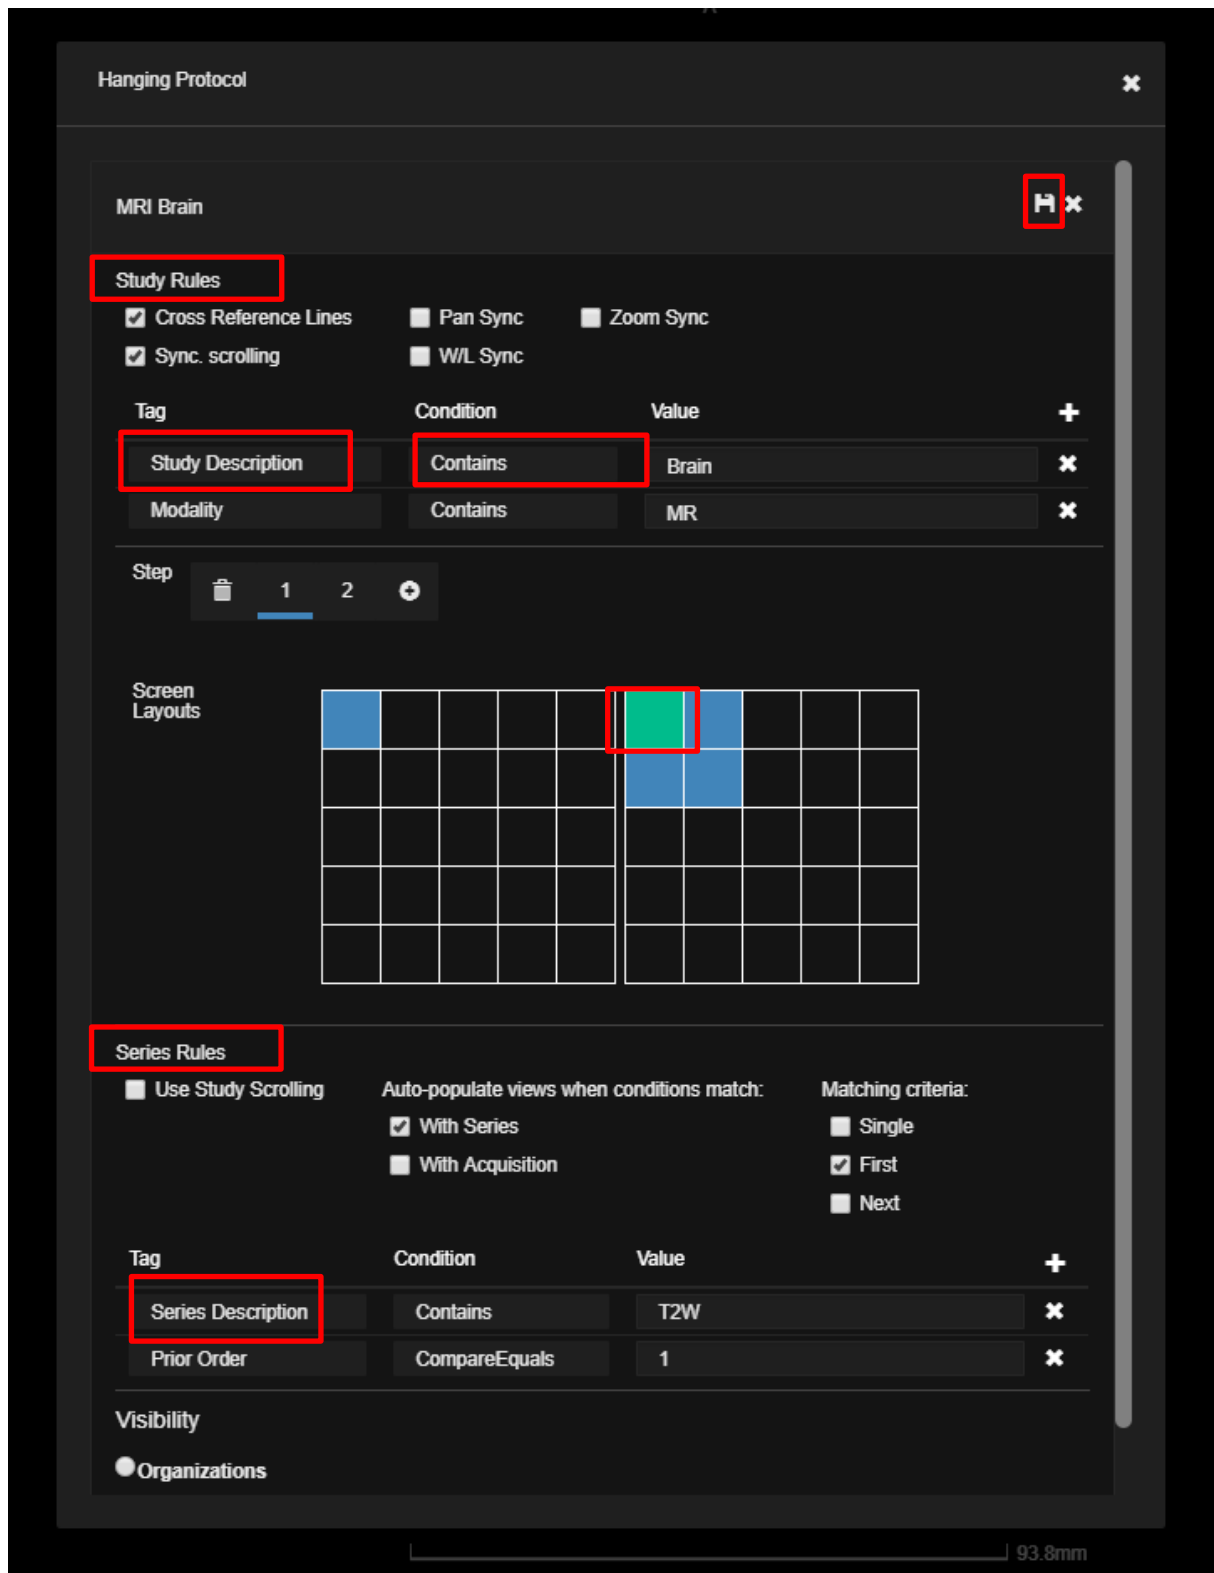 Hanging Protocol
MRI Brain
Study Rules
Cross Reference Lines Pan Sync Zoom Sync
Sync. scrolling W/L Sync
Tag Condition Value
Study Description Contains Brain
Modality Contains MR
Step 1 2
Screen
Layouts
Series Rules
Use Study Scrolling Auto-populate views when conditions match: Matching criteria:
With Series Single
With Acquisition First
Next
Tag Condition Value
Series Description Contains T2W
Prior Order CompareEquals 1
Visibility
Organizations
93.8mm